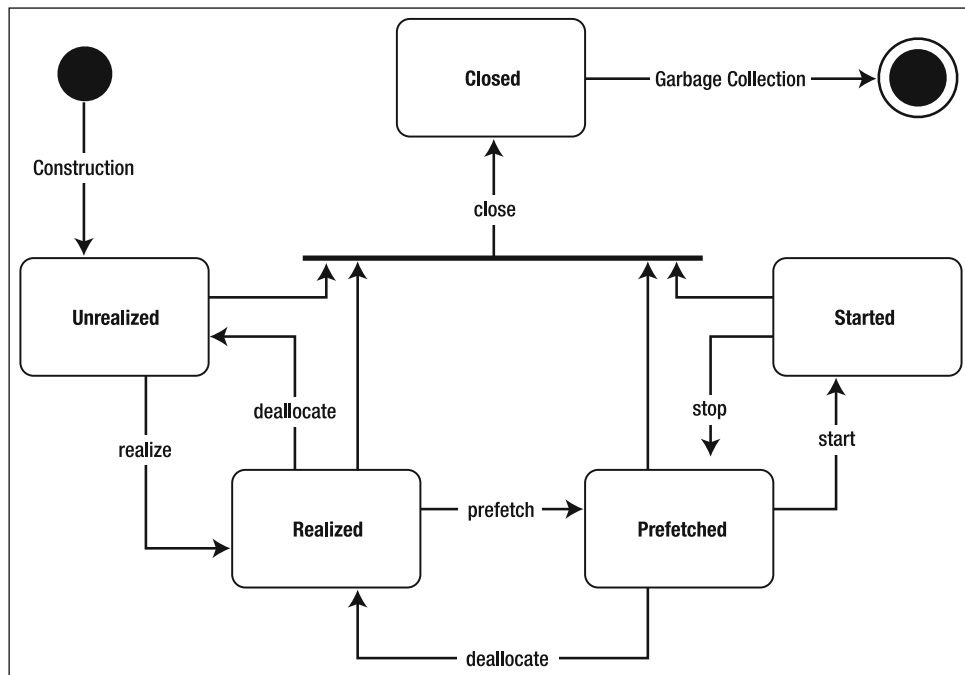 Closed
Garbage Collection
Construction
close
Unrealized
Started
deallocate
stop
realize
start
Realized
prefetch
Prefetched
deallocate